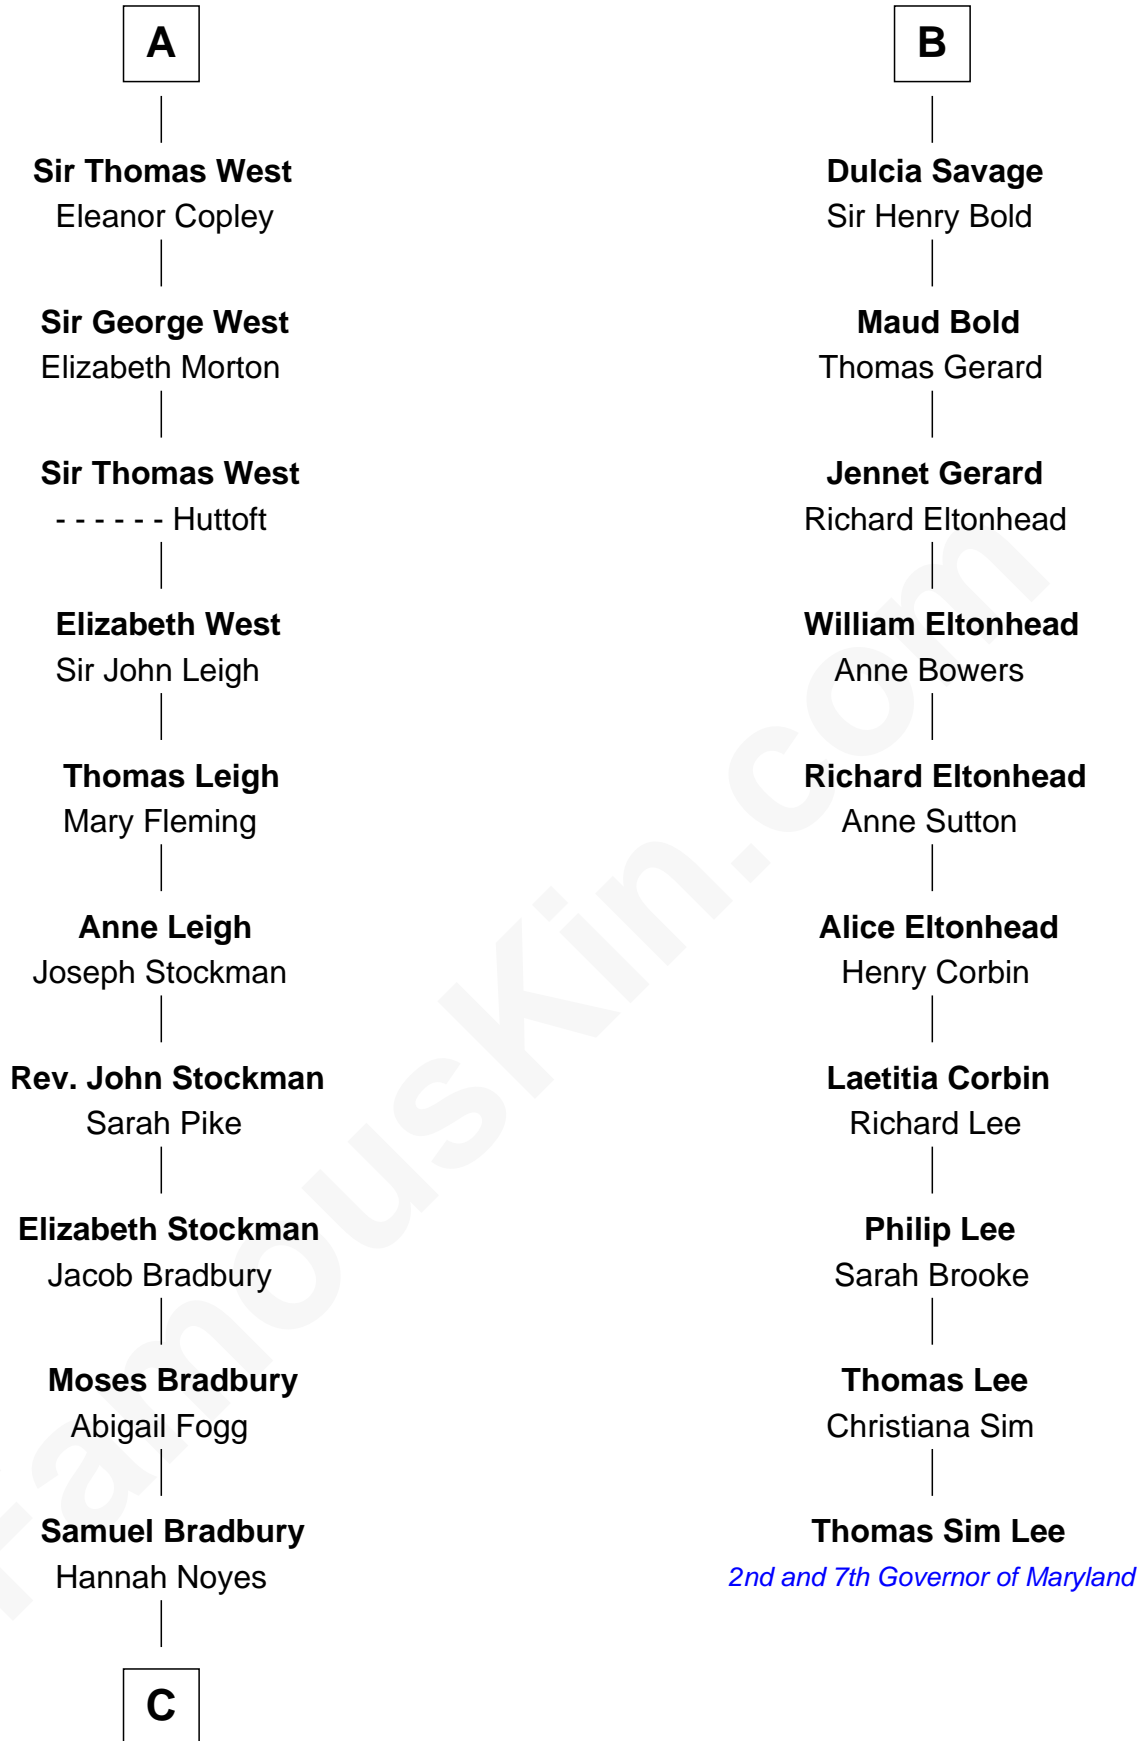 A
Sir Thomas West
Eleanor Copley
Sir George West
Elizabeth Morton
Sir Thomas West
- - - - - - Huttoft
Elizabeth West
Sir John Leigh
Thomas Leigh
Mary Fleming
Anne Leigh
Joseph Stockman
Rev. John Stockman
Sarah Pike
Elizabeth Stockman
Jacob Bradbury
Moses Bradbury
Abigail Fogg
Samuel Bradbury
Hannah Noyes
C
B
Dulcia Savage
Sir Henry Bold
Maud Bold
Thomas Gerard
Jennet Gerard
Richard Eltonhead
William Eltonhead
Anne Bowers
Richard Eltonhead
Anne Sutton
Alice Eltonhead
Henry Corbin
Laetitia Corbin
Richard Lee
Philip Lee
Sarah Brooke
Thomas Lee
Christiana Sim
Thomas Sim Lee
2nd and 7th Governor of Maryland
FamousKin.com